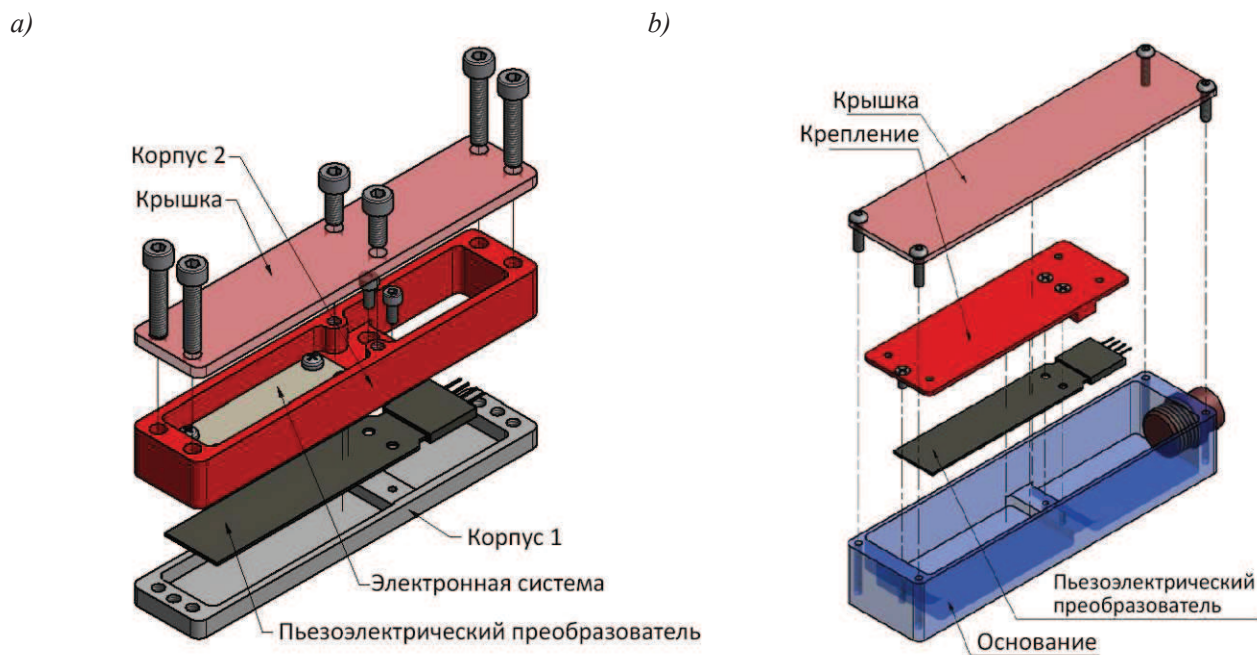 a)
b)
Корпус 2
Крышка
Корпус 1
Электронная система
Пьезоэлектрический преобразователь
Крышка
Крепление
Пьезоэлектрический
преобразователь
Основание